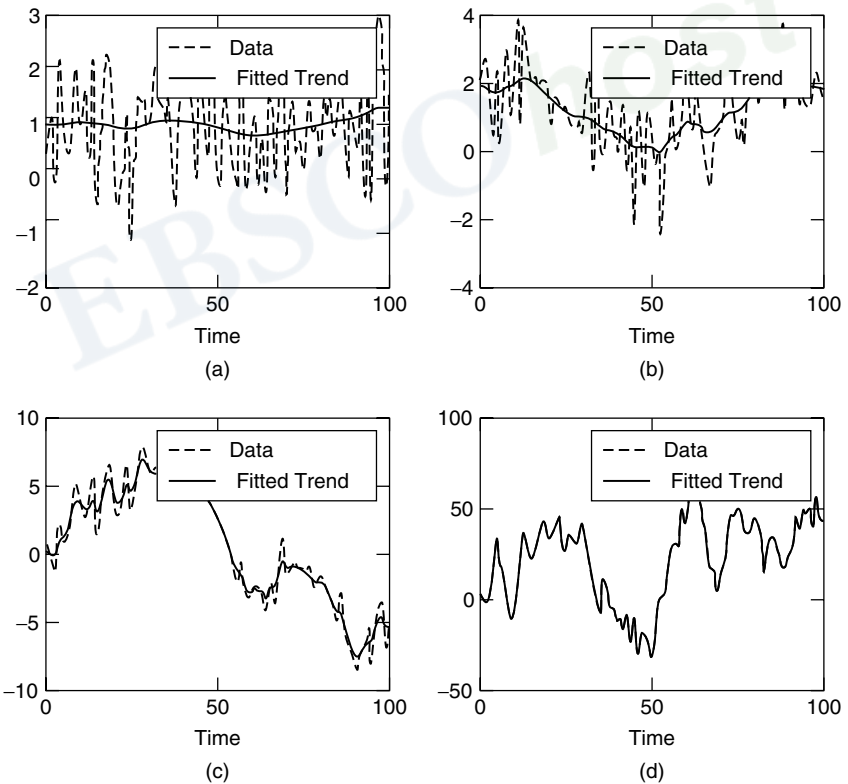 3
2
1
0
−1
−2
0 50 100
Time
(a)
Data
Fitted Trend
4
2
0
−2
−4
0 50 100
Time
(b)
Data
Fitted Trend
10
5
0
−5
−10
0 50 100
Time
(c)
Data
Fitted Trend
100
50
0
−50
0 50 100
Time
(d)
Data
Fitted Trend
EBSCOhost